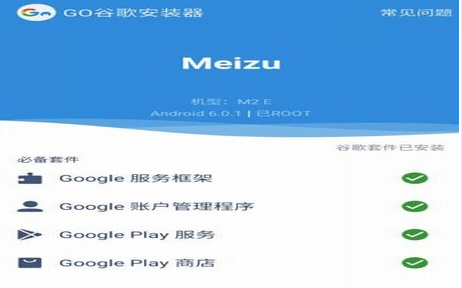 Go GO谷歌安装器 常见问题
Meizu
机型：M2 E
Android 6.0.1 | 已ROOT
谷歌套件已安装
必备套件
Google 服务框架
Google 账户管理程序
Google Play 服务
Google Play 商店